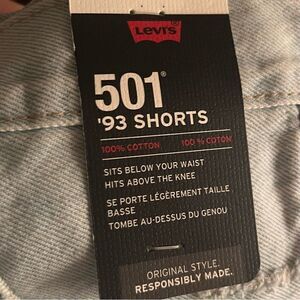 Levi's
501®
'93 SHORTS
100% COTTON 100 % COTON
SITS BELOW YOUR WAIST
HITS ABOVE THE KNEE
SE PORTE LÉGÈREMENT TAILLE
BASSE
TOMBE AU-DESSUS DU GENOU
ORIGINAL STYLE.
RESPONSIBLY MADE.